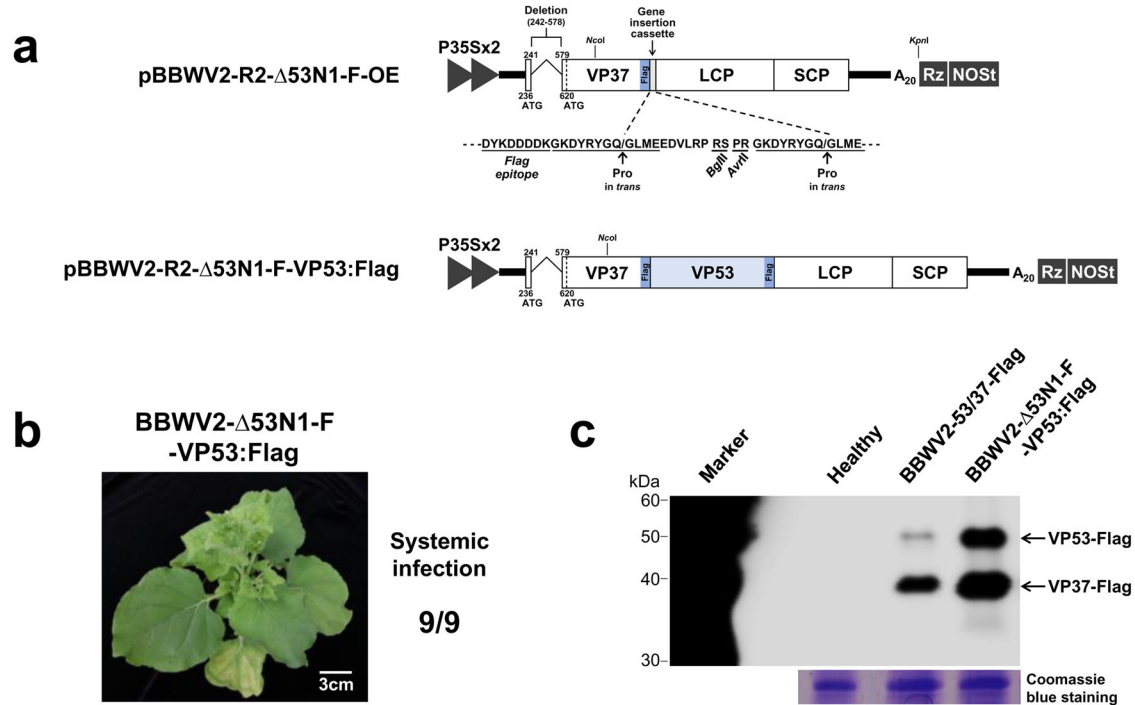 a
Deletion
(242-578)
Gene
insertion
cassette
P35Sx2
241
579
NcoI
KpnI
pBBWV2-R2-Δ53N1-F-OE
VP37
Flag
LCP
SCP
A20
Rz
NOSt
236
ATG
620
ATG
---DYKDDDDKGKDYRYGQ/GLMEEDVLRP RS PR GKDYRYGQ/GLME---
Flag
epitope
Pro
in trans
BglII
AvrII
Pro
in trans
P35Sx2
241
579
NcoI
pBBWV2-R2-Δ53N1-F-VP53:Flag
VP37
Flag
VP53
Flag
LCP
SCP
A20
Rz
NOSt
236
ATG
620
ATG
b
BBWV2-Δ53N1-F
-VP53:Flag
Systemic
infection
9/9
3cm
c
Marker
Healthy
BBWV2-53/37-Flag
BBWV2-Δ53N1-F
-VP53:Flag
kDa
60
50
VP53-Flag
40
VP37-Flag
30
Coomassie
blue staining